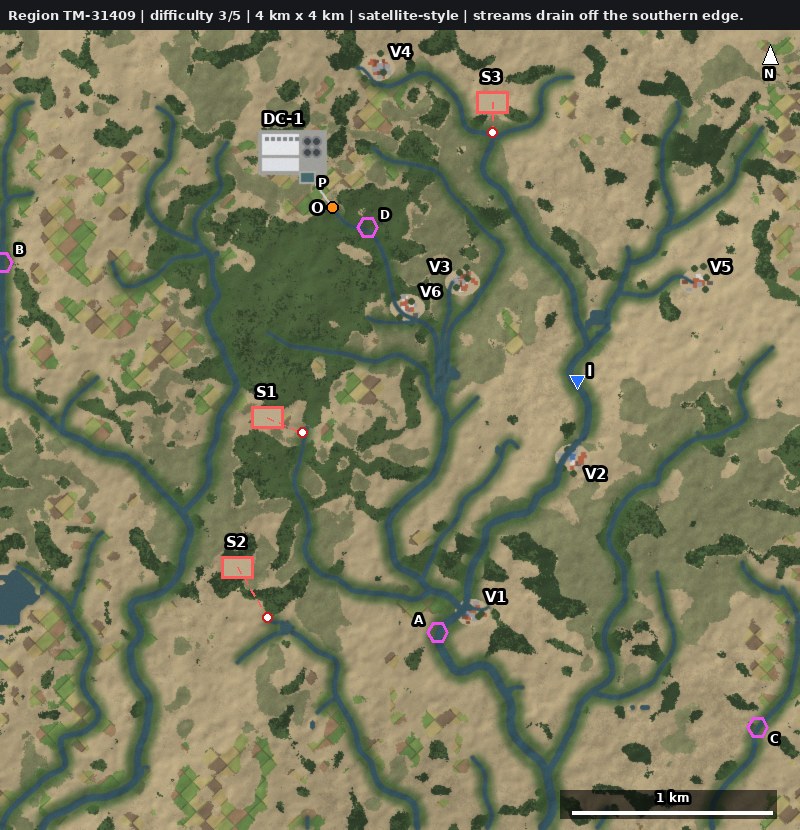 Region TM-31409 | difficulty 3/5 | 4 km x 4 km | satellite-style | streams drain off the southern edge.
V4
N
S3
DC-1
P
O
D
B
V3
V5
V6
I
S1
V2
S2
V1
A
C
1 km